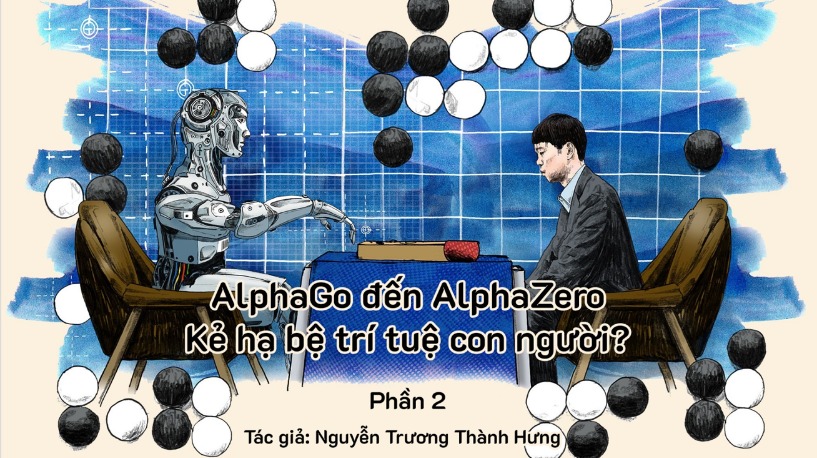 AlphaGo đến AlphaZero
Kẻ hạ bệ trí tuệ con người?
Phần 2
Tác giả: Nguyễn Trương Thành Hưng